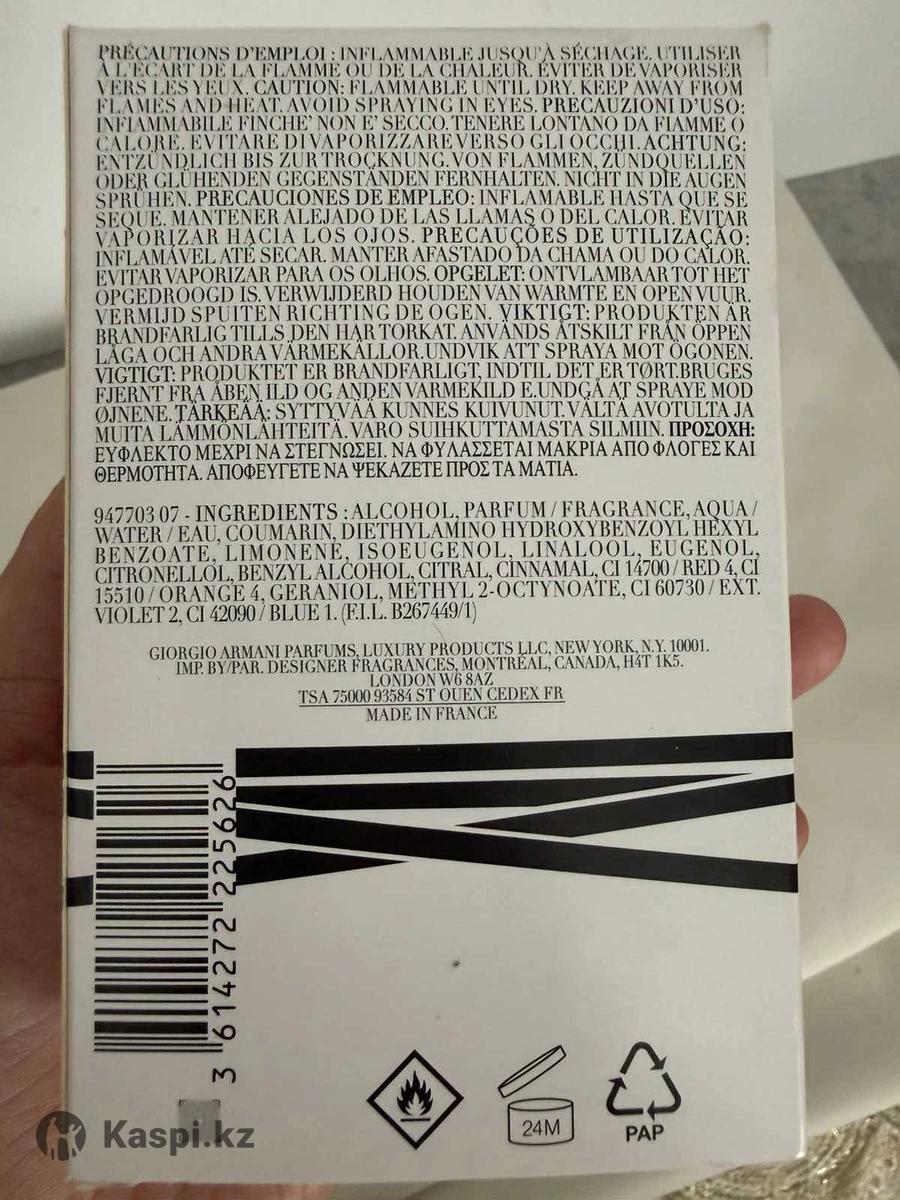 PRÉCAUTIONS D'EMPLOI : INFLAMMABLE JUSQU'À SÉCHAGE. UTILISER
À L'ÉCART DE LA FLAMME OU DE LA CHALEUR. ÉVITER DE VAPORISER
VERS LES YEUX. CAUTION: FLAMMABLE UNTIL DRY. KEEP AWAY FROM
FLAMES AND HEAT. AVOID SPRAYING IN EYES. PRECAUZIONI D'USO:
INFIAMMABILE FINCHE' NON E' SECCO. TENERE LONTANO DA FIAMME O
CALORE. EVITARE DI VAPORIZZARE VERSO GLI OCCHI. ACHTUNG:
ENTZÜNDLICH BIS ZUR TROCKNUNG. VON FLAMMEN, ZÜNDQUELLEN
ODER GLÜHENDEN GEGENSTÄNDEN FERNHALTEN. NICHT IN DIE AUGEN
SPRÜHEN. PRECAUCIONES DE EMPLEO: INFLAMABLE HASTA QUE SE
SEQUE. MANTENER ALEJADO DE LAS LLAMAS O DEL CALOR. EVITAR
VAPORIZAR HACIA LOS OJOS. PRECAUÇÕES DE UTILIZAÇÃO:
INFLAMÁVEL ATÉ SECAR. MANTER AFASTADO DA CHAMA OU DO CALOR.
EVITAR VAPORIZAR PARA OS OLHOS. OPGELET: ONTVLAMBAAR TOT HET
OPGEDROOGD IS. VERWIJDERD HOUDEN VAN WARMTE EN OPEN VUUR.
VERMIJD SPUITEN RICHTING DE OGEN. VIKTIGT: PRODUKTEN ÄR
BRANDFARLIG TILLS DEN HAR TORKAT. ANVÄNDS ÅTSKILT FRÅN ÖPPEN
LÅGA OCH ANDRA VÄRMEKÄLLOR. UNDVIK ATT SPRAYA MOT ÖGONEN.
VIGTIGT: PRODUKTET ER BRANDFARLIGT, INDTIL DET ER TØRT. BRUGES
FJERNT FRA ÅBEN ILD OG ANDEN VARMEKILD E. UNDGÅ AT SPRAYE MOD
ØJNENE. TÄRKEÄÄ: SYTTYVÄÄ KUNNES KUIVUNUT. VÄLTÄ AVOTULTA JA
MUITA LÄMMÖNLÄHTEITÄ. VARO SUIHKUTTAMASTA SILMIIN. ΠΡΟΣΟΧΗ:
ΕΥΦΛΕΚΤΟ ΜΕΧΡΙ ΝΑ ΣΤΕΓΝΩΣΕΙ. ΝΑ ΦΥΛΑΣΣΕΤΑΙ ΜΑΚΡΙΑ ΑΠΟ ΦΛΟΓΕΣ ΚΑΙ
ΘΕΡΜΟΤΗΤΑ. ΑΠΟΦΕΥΓΕΤΕ ΝΑ ΨΕΚΑΖΕΤΕ ΠΡΟΣ ΤΑ ΜΑΤΙΑ.
947703 07 - INGREDIENTS : ALCOHOL, PARFUM / FRAGRANCE, AQUA /
WATER / EAU, COUMARIN, DIETHYLAMINO HYDROXYBENZOYL HEXYL
BENZOATE, LIMONENE, ISOEUGENOL, LINALOOL, EUGENOL,
CITRONELLOL, BENZYL ALCOHOL, CITRAL, CINNAMAL, CI 14700 / RED 4, CI
15510 / ORANGE 4, GERANIOL, METHYL 2-OCTYNOATE, CI 60730 / EXT.
VIOLET 2, CI 42090 / BLUE 1. (F.I.L. B267449/1)
GIORGIO ARMANI PARFUMS, LUXURY PRODUCTS LLC, NEW YORK, N.Y. 10001.
IMP. BY/PAR. DESIGNER FRAGRANCES, MONTRÉAL, CANADA, H4T 1K5.
LONDON W6 8AZ
TSA 75000 93584 ST OUEN CEDEX FR
MADE IN FRANCE
3 614272 225626
24M
PAP
Kaspi.kz